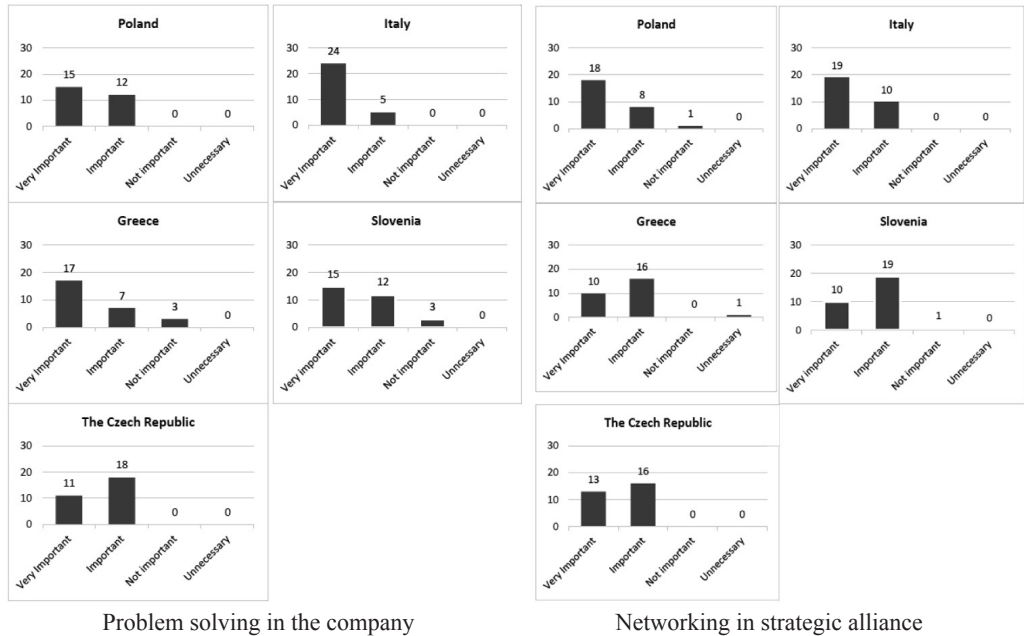 Poland
30
20
10
0
15
12
0
0
Very Important
Important
Not important
Unnecessary
Italy
30
20
10
0
24
5
0
0
Very Important
Important
Not important
Unnecessary
Greece
30
20
10
0
17
7
3
0
Very Important
Important
Not important
Unnecessary
Slovenia
30
20
10
0
15
12
3
0
Very important
Important
Not important
Unnecessary
The Czech Republic
30
20
10
0
11
18
0
0
Very Important
Important
Not important
Unnecessary
Problem solving in the company
Poland
30
20
10
0
18
8
1
0
Very Important
Important
Not important
Unnecessary
Italy
30
20
10
0
19
10
0
0
Very Important
Important
Not important
Unnecessary
Greece
30
20
10
0
10
16
0
1
Very Important
Important
Not important
Unnecessary
Slovenia
30
20
10
0
10
19
1
0
Very important
Important
Not important
Unnecessary
The Czech Republic
30
20
10
0
13
16
0
0
Very Important
Important
Not important
Unnecessary
Networking in strategic alliance